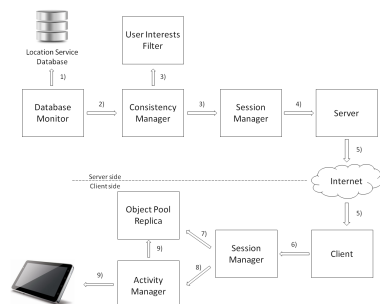 User Interests
Filter
Location Service
Database
1)
3)
Database
Monitor
2)
Consistency
Manager
3)
Session
Manager
4)
Server
5)
Server side
Client side
Internet
Object Pool
Replica
5)
7)
9)
Session
Manager
6)
Client
8)
9)
Activity
Manager